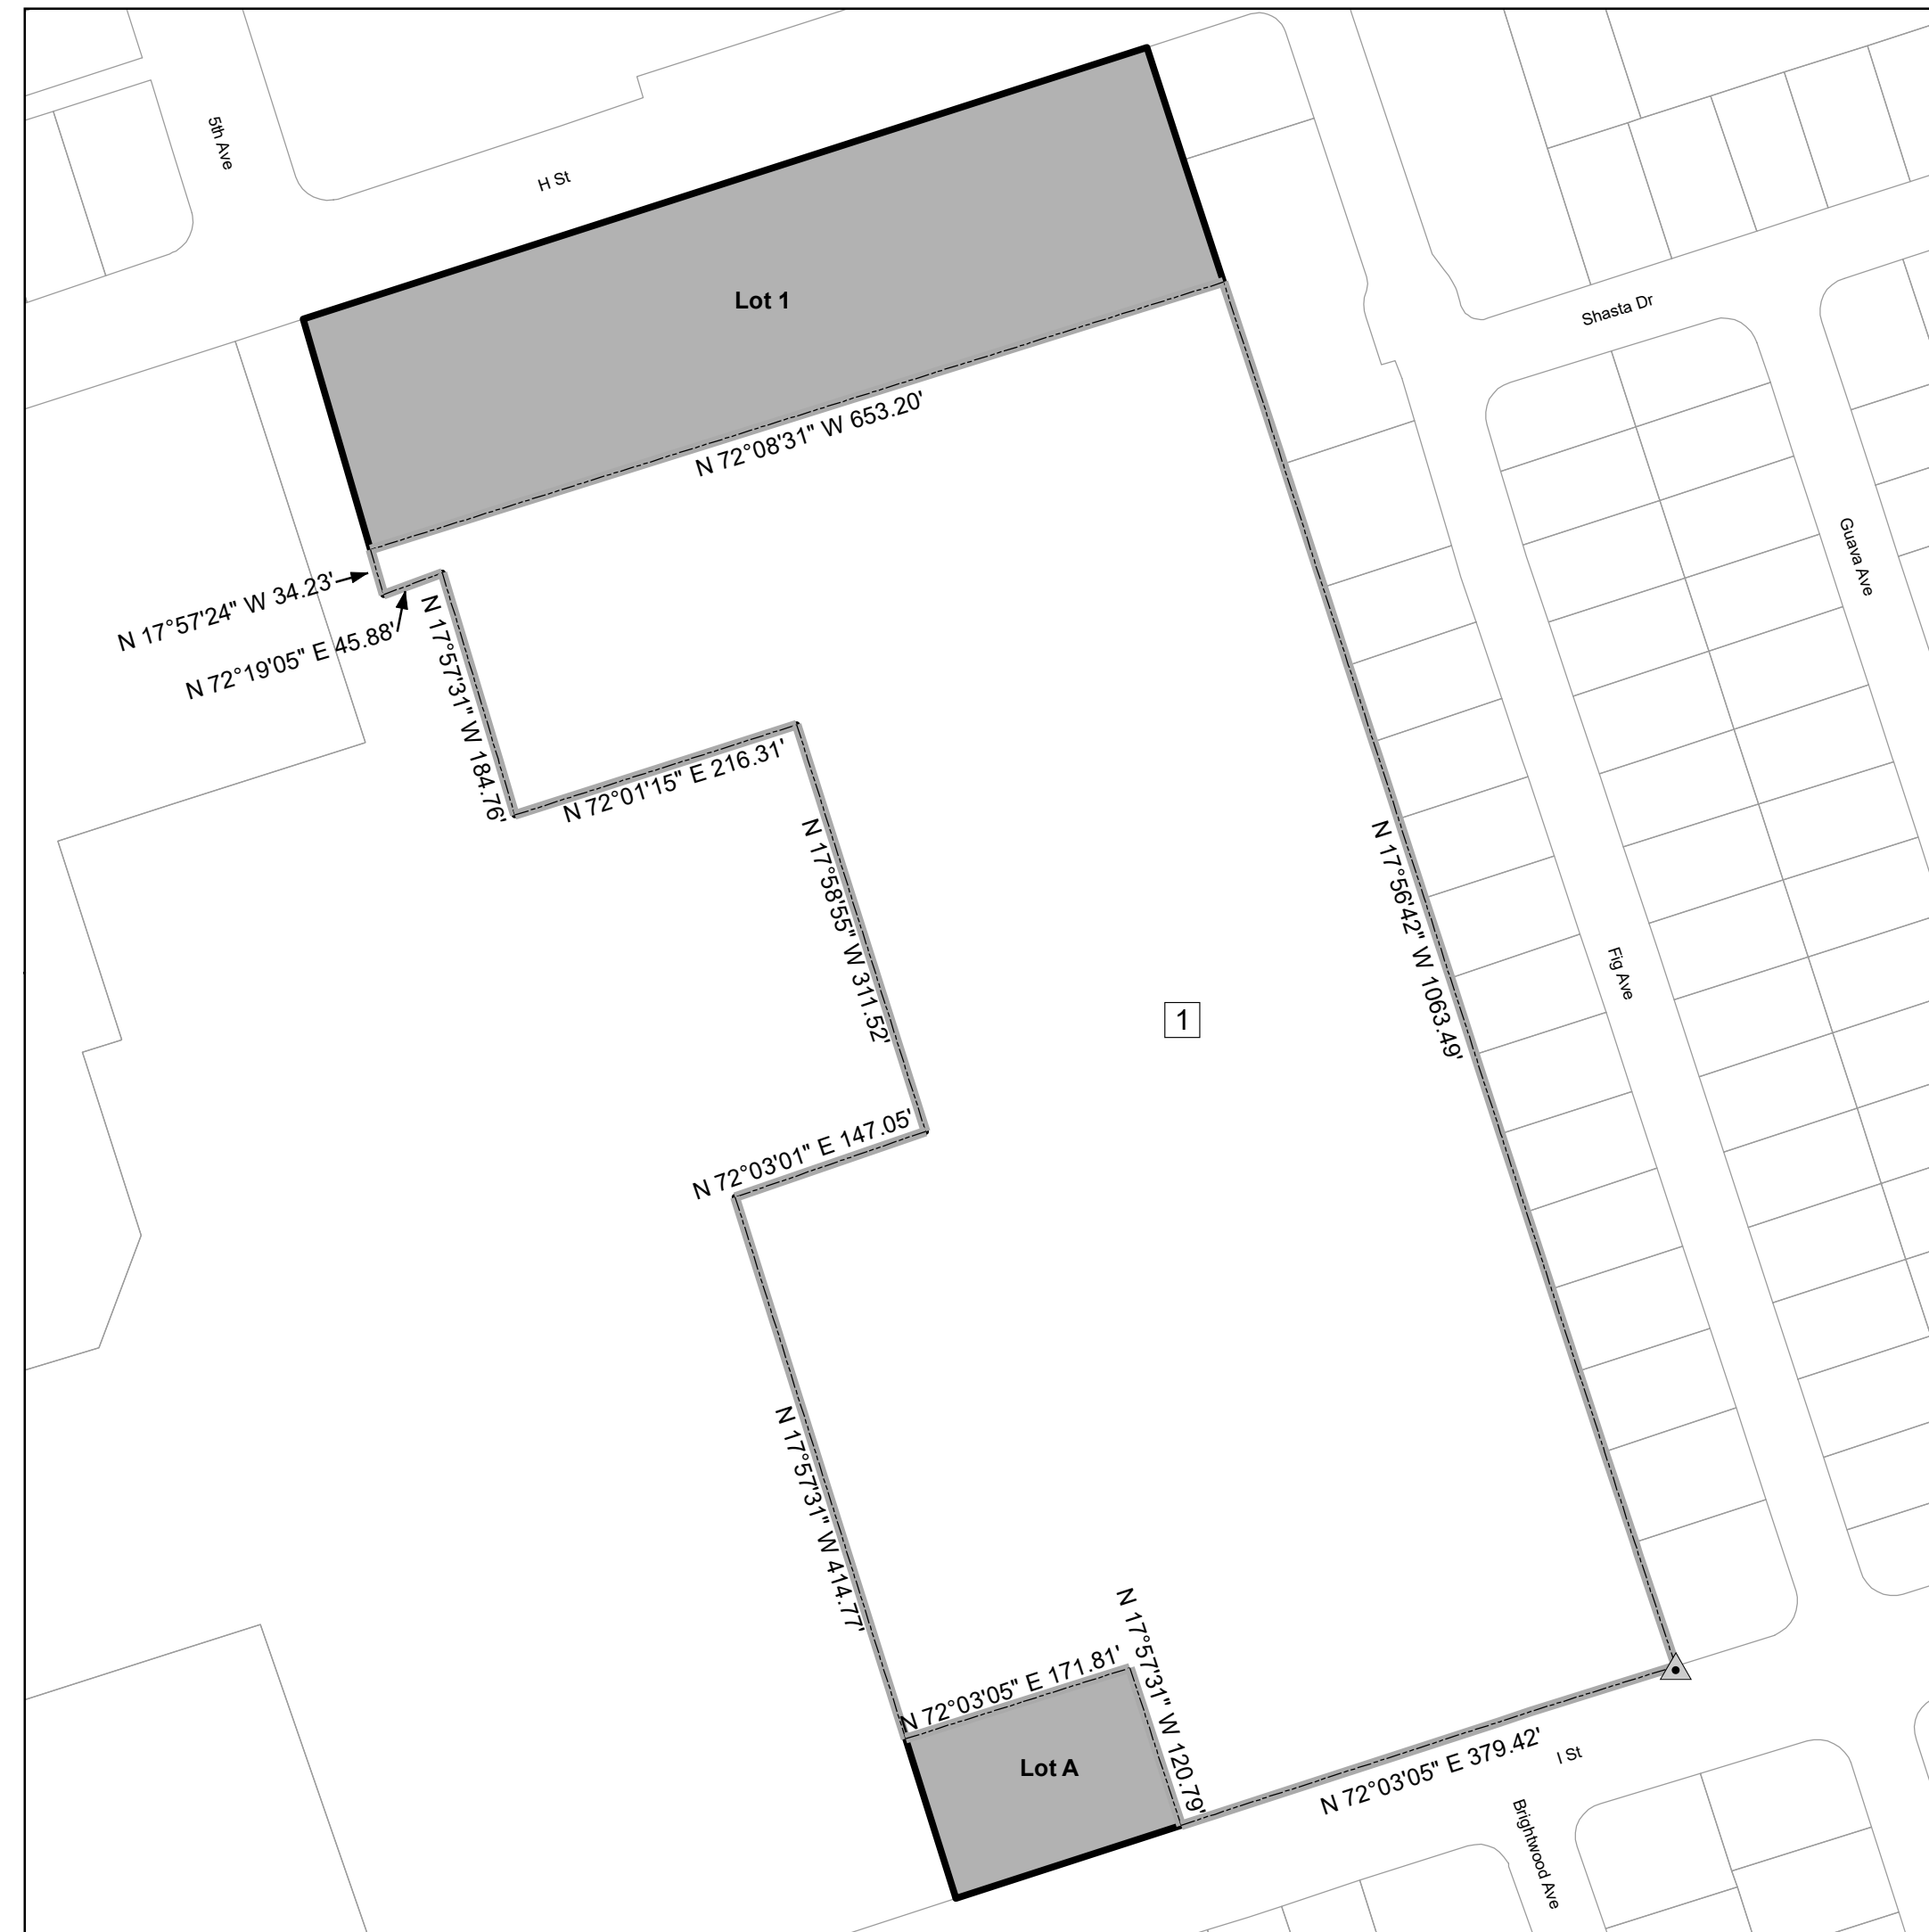 5th Ave
H St
Lot 1
Shasta Dr
N 72°08'31" W 653.20'
N 17°57'24" W 34.23'
N 72°19'05" E 45.88'
N 17°57'31" W 184.76'
Guava Ave
N 72°01'15" E 216.31'
N 17°58'55" W 311.52'
N 17°56'42" W 1063.49'
Fig Ave
1
N 72°03'01" E 147.05'
N 17°57'31" W 414.77'
N 72°03'05" E 171.81'
N 17°57'31" W 120.79'
Lot A
N 72°03'05" E 379.42'
I St
Brightwood Ave